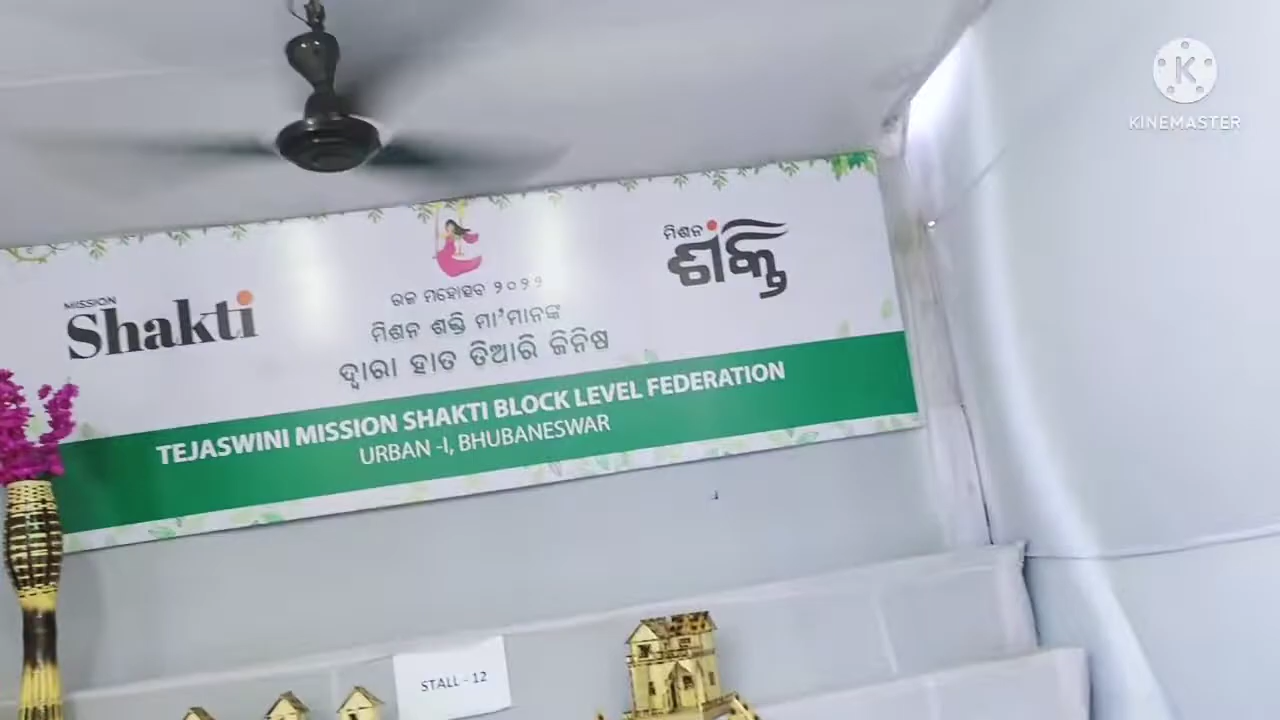 KINEMASTER
MISSION
Shakti
ରଜ ମହୋତ୍ସବ ୨୦୨୨
ମିଶନ ଶକ୍ତି ମା'ମାନଙ୍କ
ଦ୍ୱାରା ହାତ ତିଆରି ଜିନିଷ
ମିଶନ
ଶକ୍ତି
TEJASWINI MISSION SHAKTI BLOCK LEVEL FEDERATION
URBAN -I, BHUBANESWAR
STALL - 12